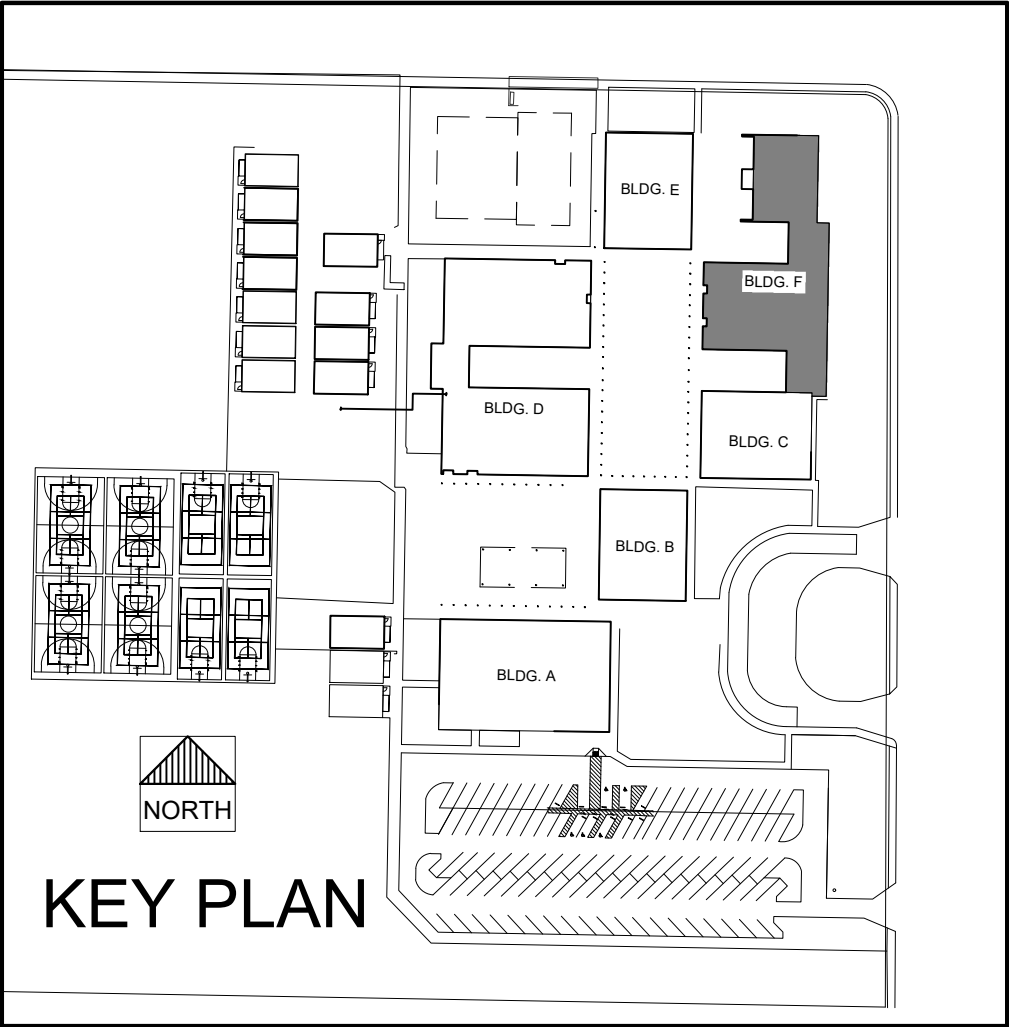 BLDG. E
BLDG. F
BLDG. D
BLDG. C
BLDG. B
BLDG. A
NORTH
KEY PLAN